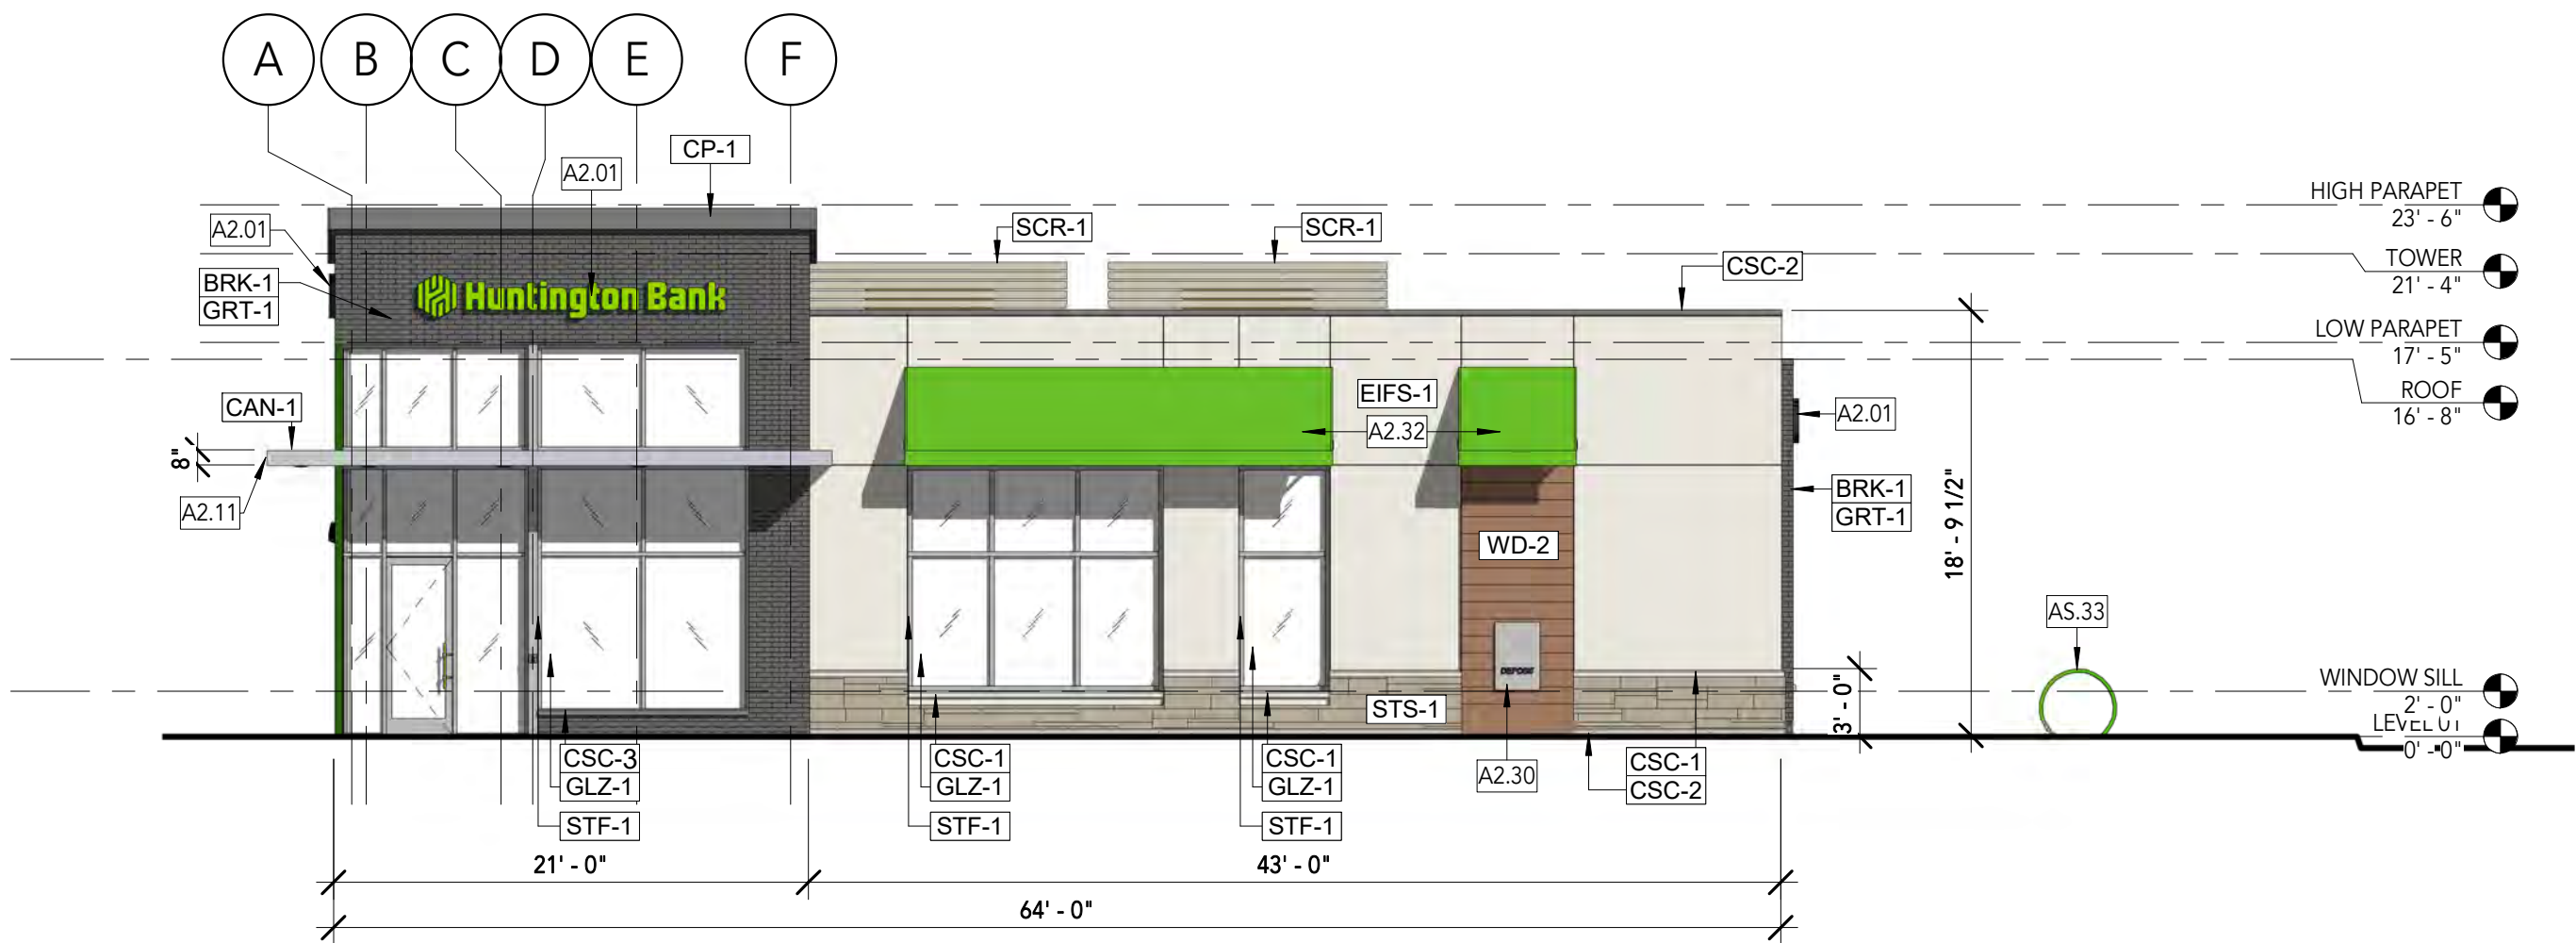 A B C D E F
CP-1
A2.01
A2.01
HIGH PARAPET
23' - 6"
SCR-1
SCR-1
TOWER
21' - 4"
CSC-2
BRK-1
GRT-1
Huntington Bank
LOW PARAPET
17' - 5"
ROOF
16' - 8"
CAN-1
EIFS-1
A2.32
A2.01
8"
A2.11
BRK-1
GRT-1
18' - 9 1/2"
WD-2
AS.33
DEPOSIT
WINDOW SILL
2' - 0"
3' - 0"
STS-1
LEVEL 01
0' - 0"
CSC-3
GLZ-1
CSC-1
GLZ-1
CSC-1
GLZ-1
A2.30
CSC-1
CSC-2
STF-1
STF-1
STF-1
21' - 0"
43' - 0"
64' - 0"